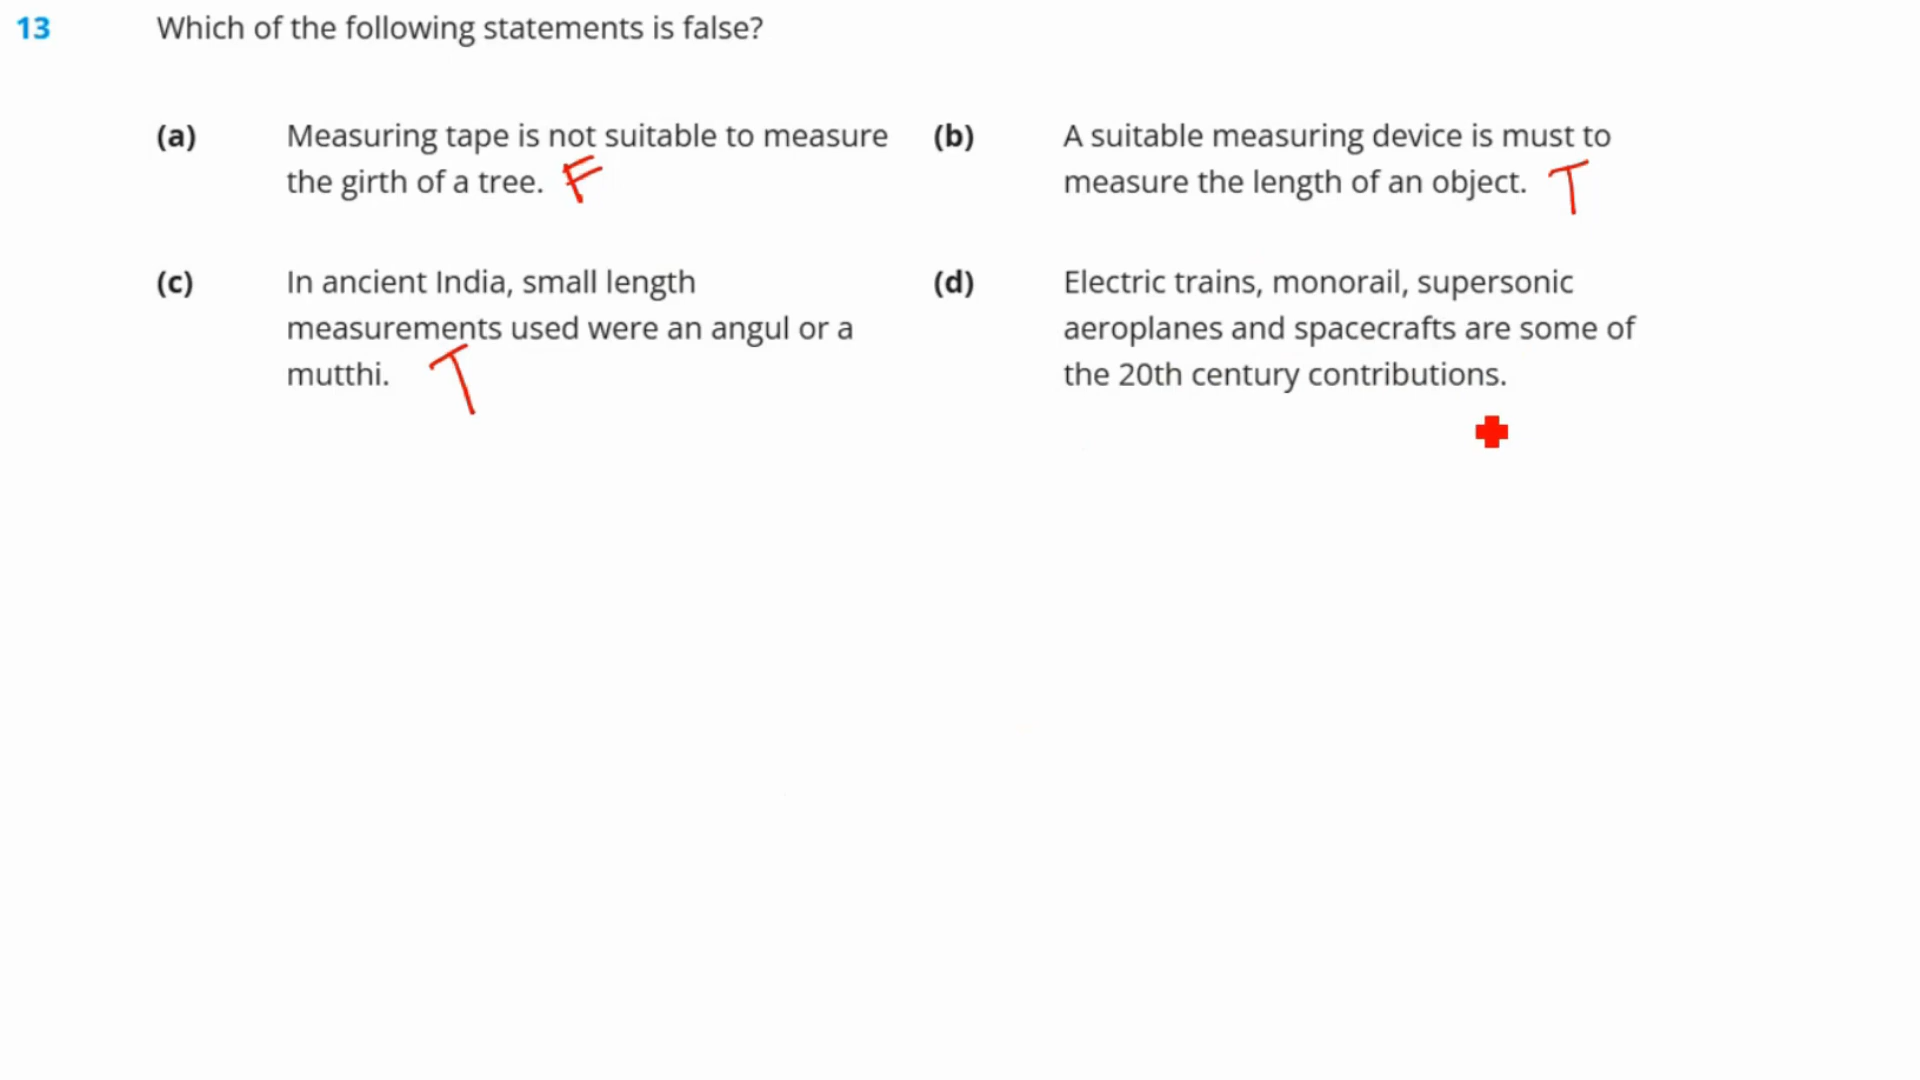 13 Which of the following statements is false?
(a) Measuring tape is not suitable to measure
the girth of a tree. F
(b) A suitable measuring device is must to
measure the length of an object. T
(c) In ancient India, small length
measurements used were an angul or a
mutthi. T
(d) Electric trains, monorail, supersonic
aeroplanes and spacecrafts are some of
the 20th century contributions.